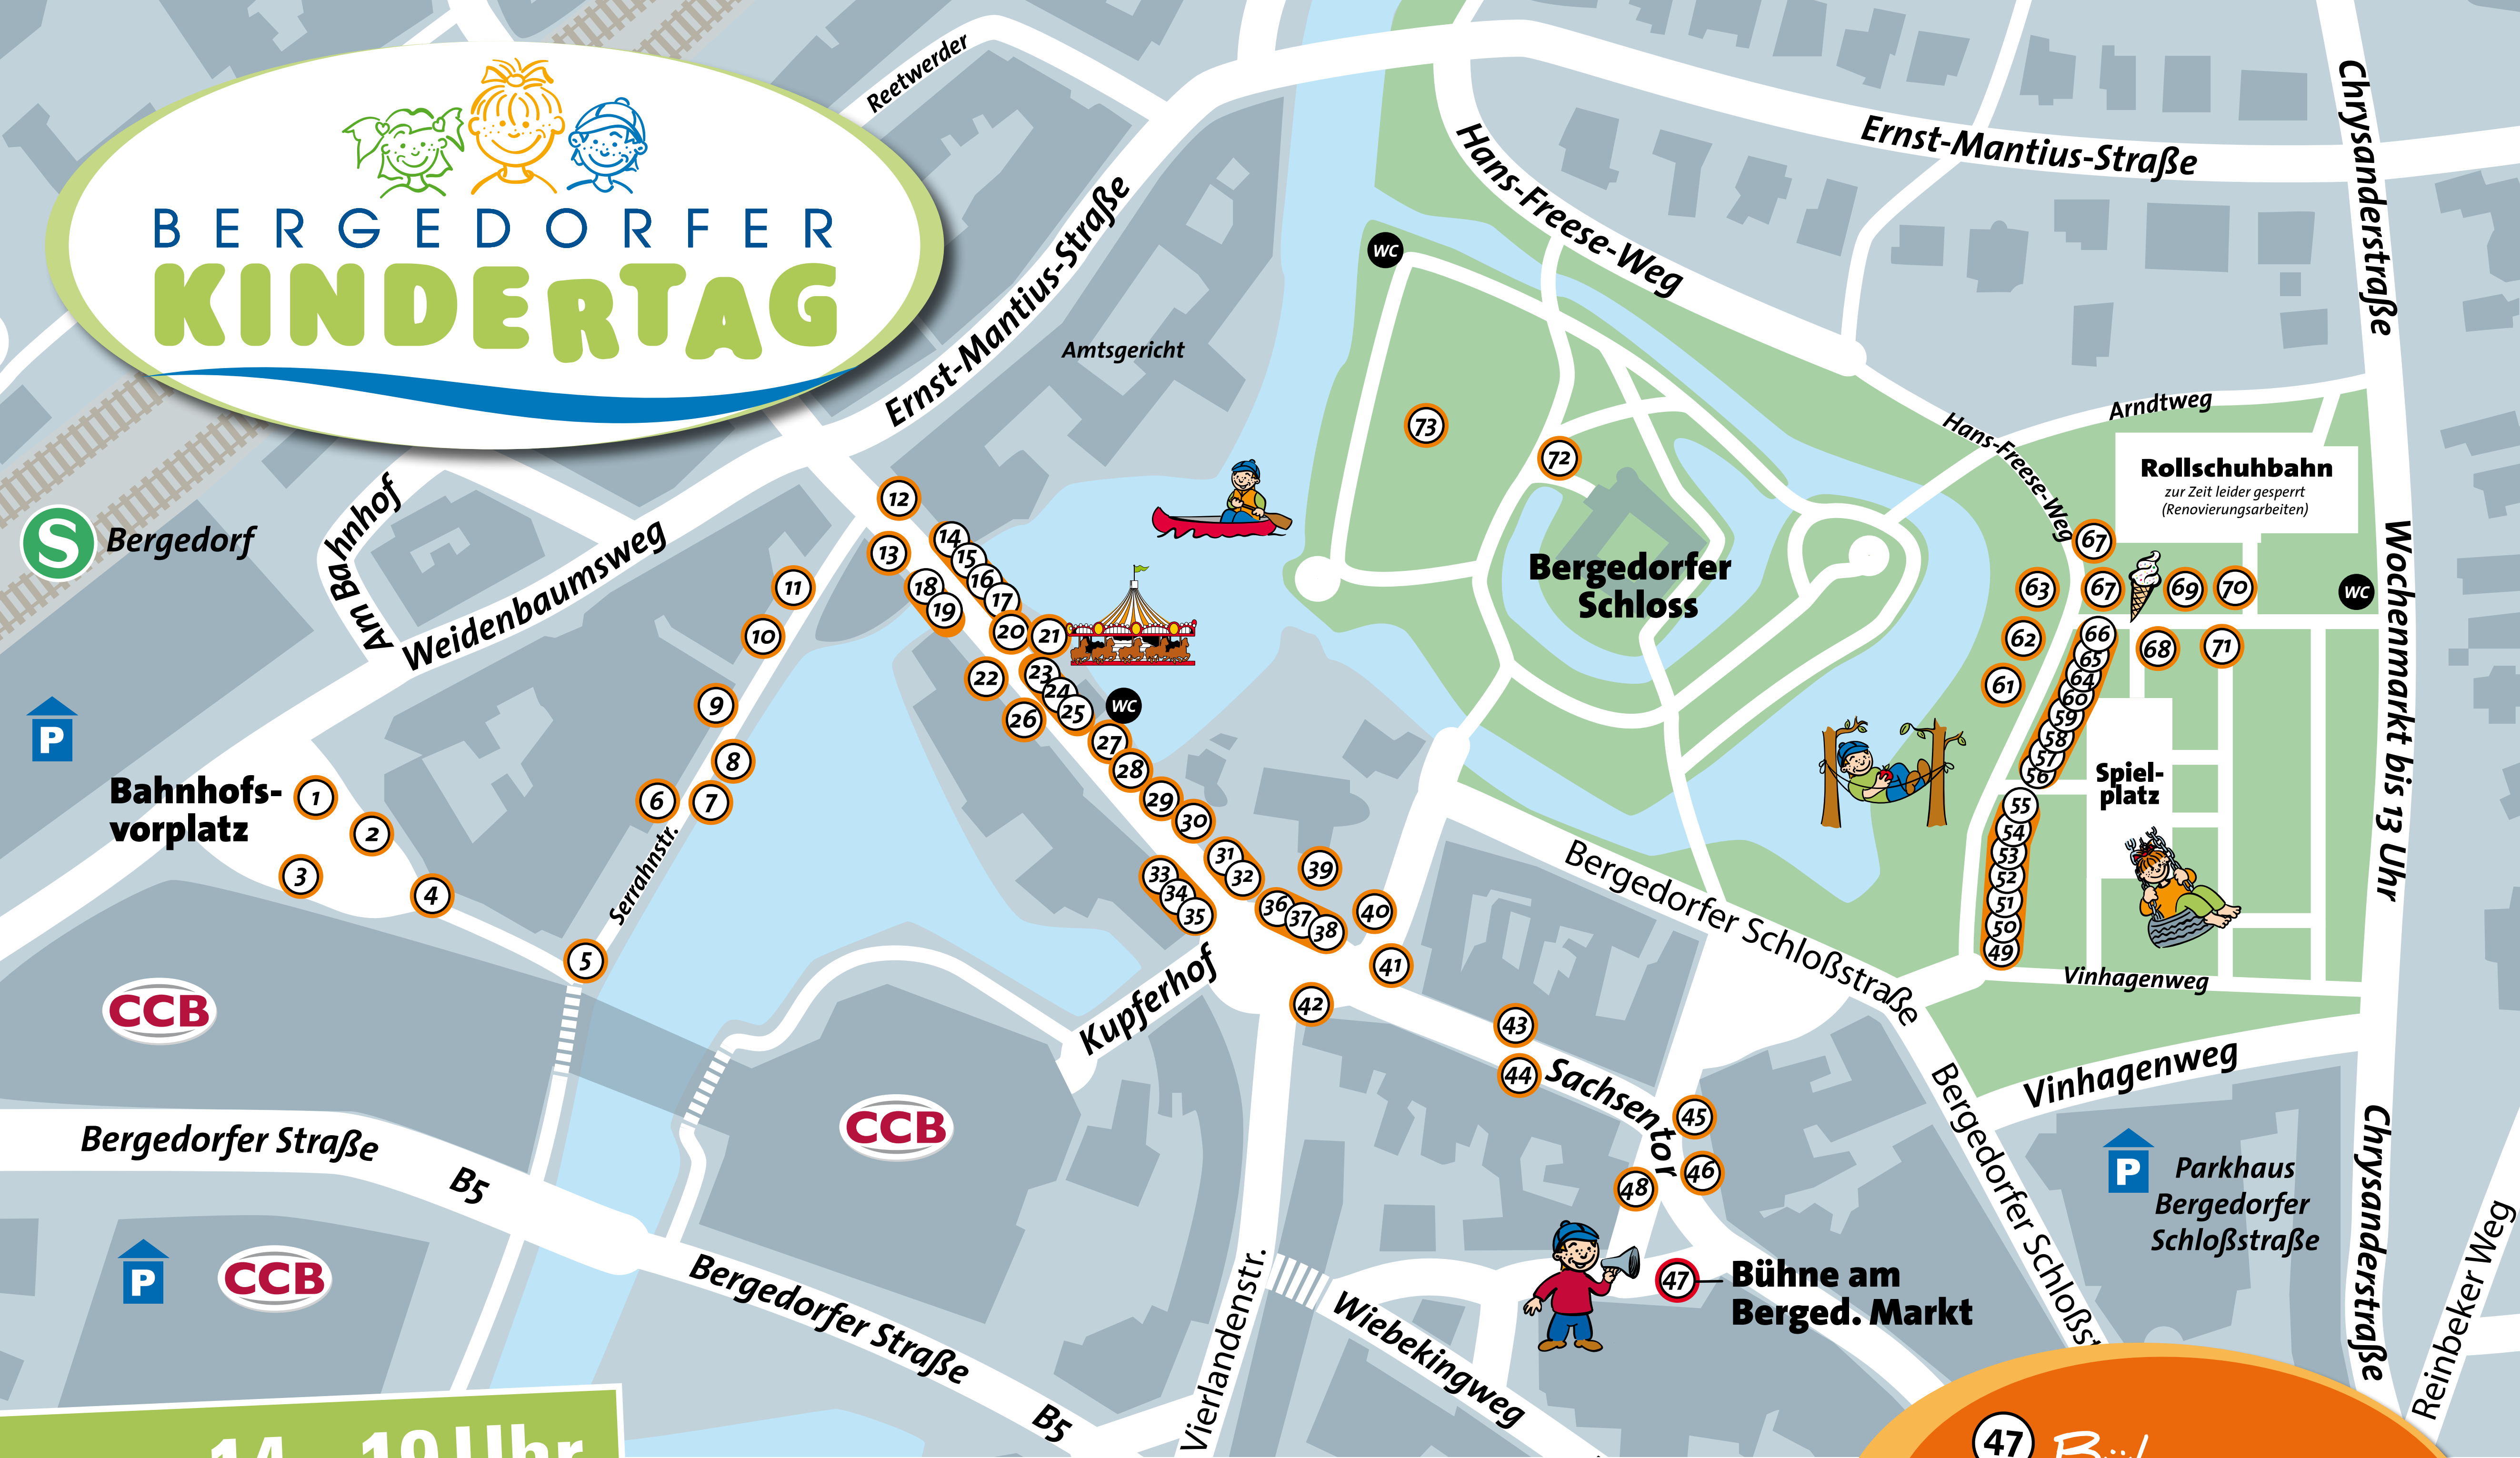 BERGEDORFER
KINDERTAG
Reetwerder
Ernst-Mantius-Straße
Amtsgericht
WC
Hans-Freese-Weg
Ernst-Mantius-Straße
Chrysanderstraße
Arndtweg
Hans-Freese-Weg
Rollschuhbahn
zur Zeit leider gesperrt
(Renovierungsarbeiten)
WC
Wochenmarkt bis 13 Uhr
S Bergedorf
Am Bahnhof
Weidenbaumsweg
P
Bahnhofs-
vorplatz
1
2
3
4
5
6
7
8
9
10
11
Serrahnstr.
12
13
14
15
16
17
18
19
20
21
22
23
24
25
26
WC
27
28
29
30
31
32
33
34
35
36
37
38
39
40
41
42
43
44
45
46
48
47
Bühne am
Berged. Markt
Sachsentor
73
72
Bergedorfer
Schloss
67
63
67
69
70
62
66
68
71
61
65
64
60
59
58
57
56
55
54
53
52
51
50
49
Spiel-
platz
Vinhagenweg
Bergedorfer Schloßstraße
Vinhagenweg
Bergedorfer Schloßst
P
Parkhaus
Bergedorfer
Schloßstraße
Chrysanderstraße
Reinbeker Weg
CCB
CCB
Kupferhof
Bergedorfer Straße
B5
P
CCB
Bergedorfer Straße
B5
Vierlandenstr.
Wiebekingweg
14 – 19 Uhr
47